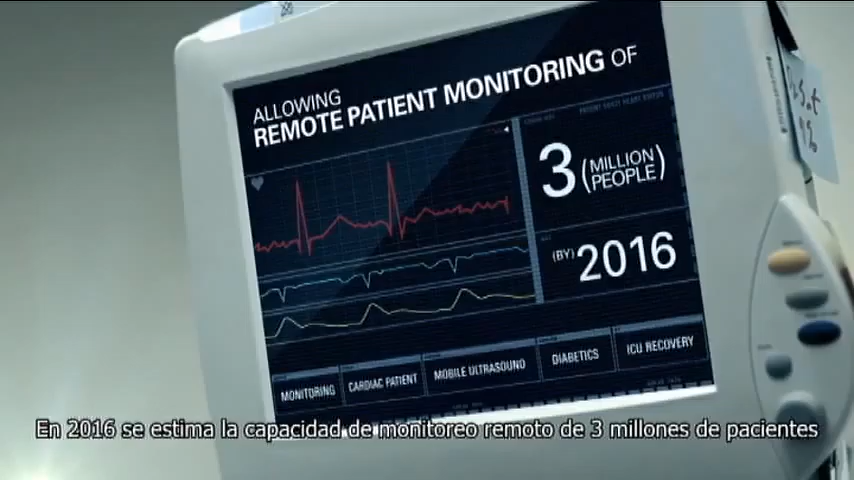 ALLOWING
REMOTE PATIENT MONITORING OF
3 (MILLION PEOPLE)
(BY) 2016
MONITORING
CARDIAC PATIENT
MOBILE ULTRASOUND
DIABETICS
ICU RECOVERY
En 2016 se estima la capacidad de monitoreo remoto de 3 millones de pacientes